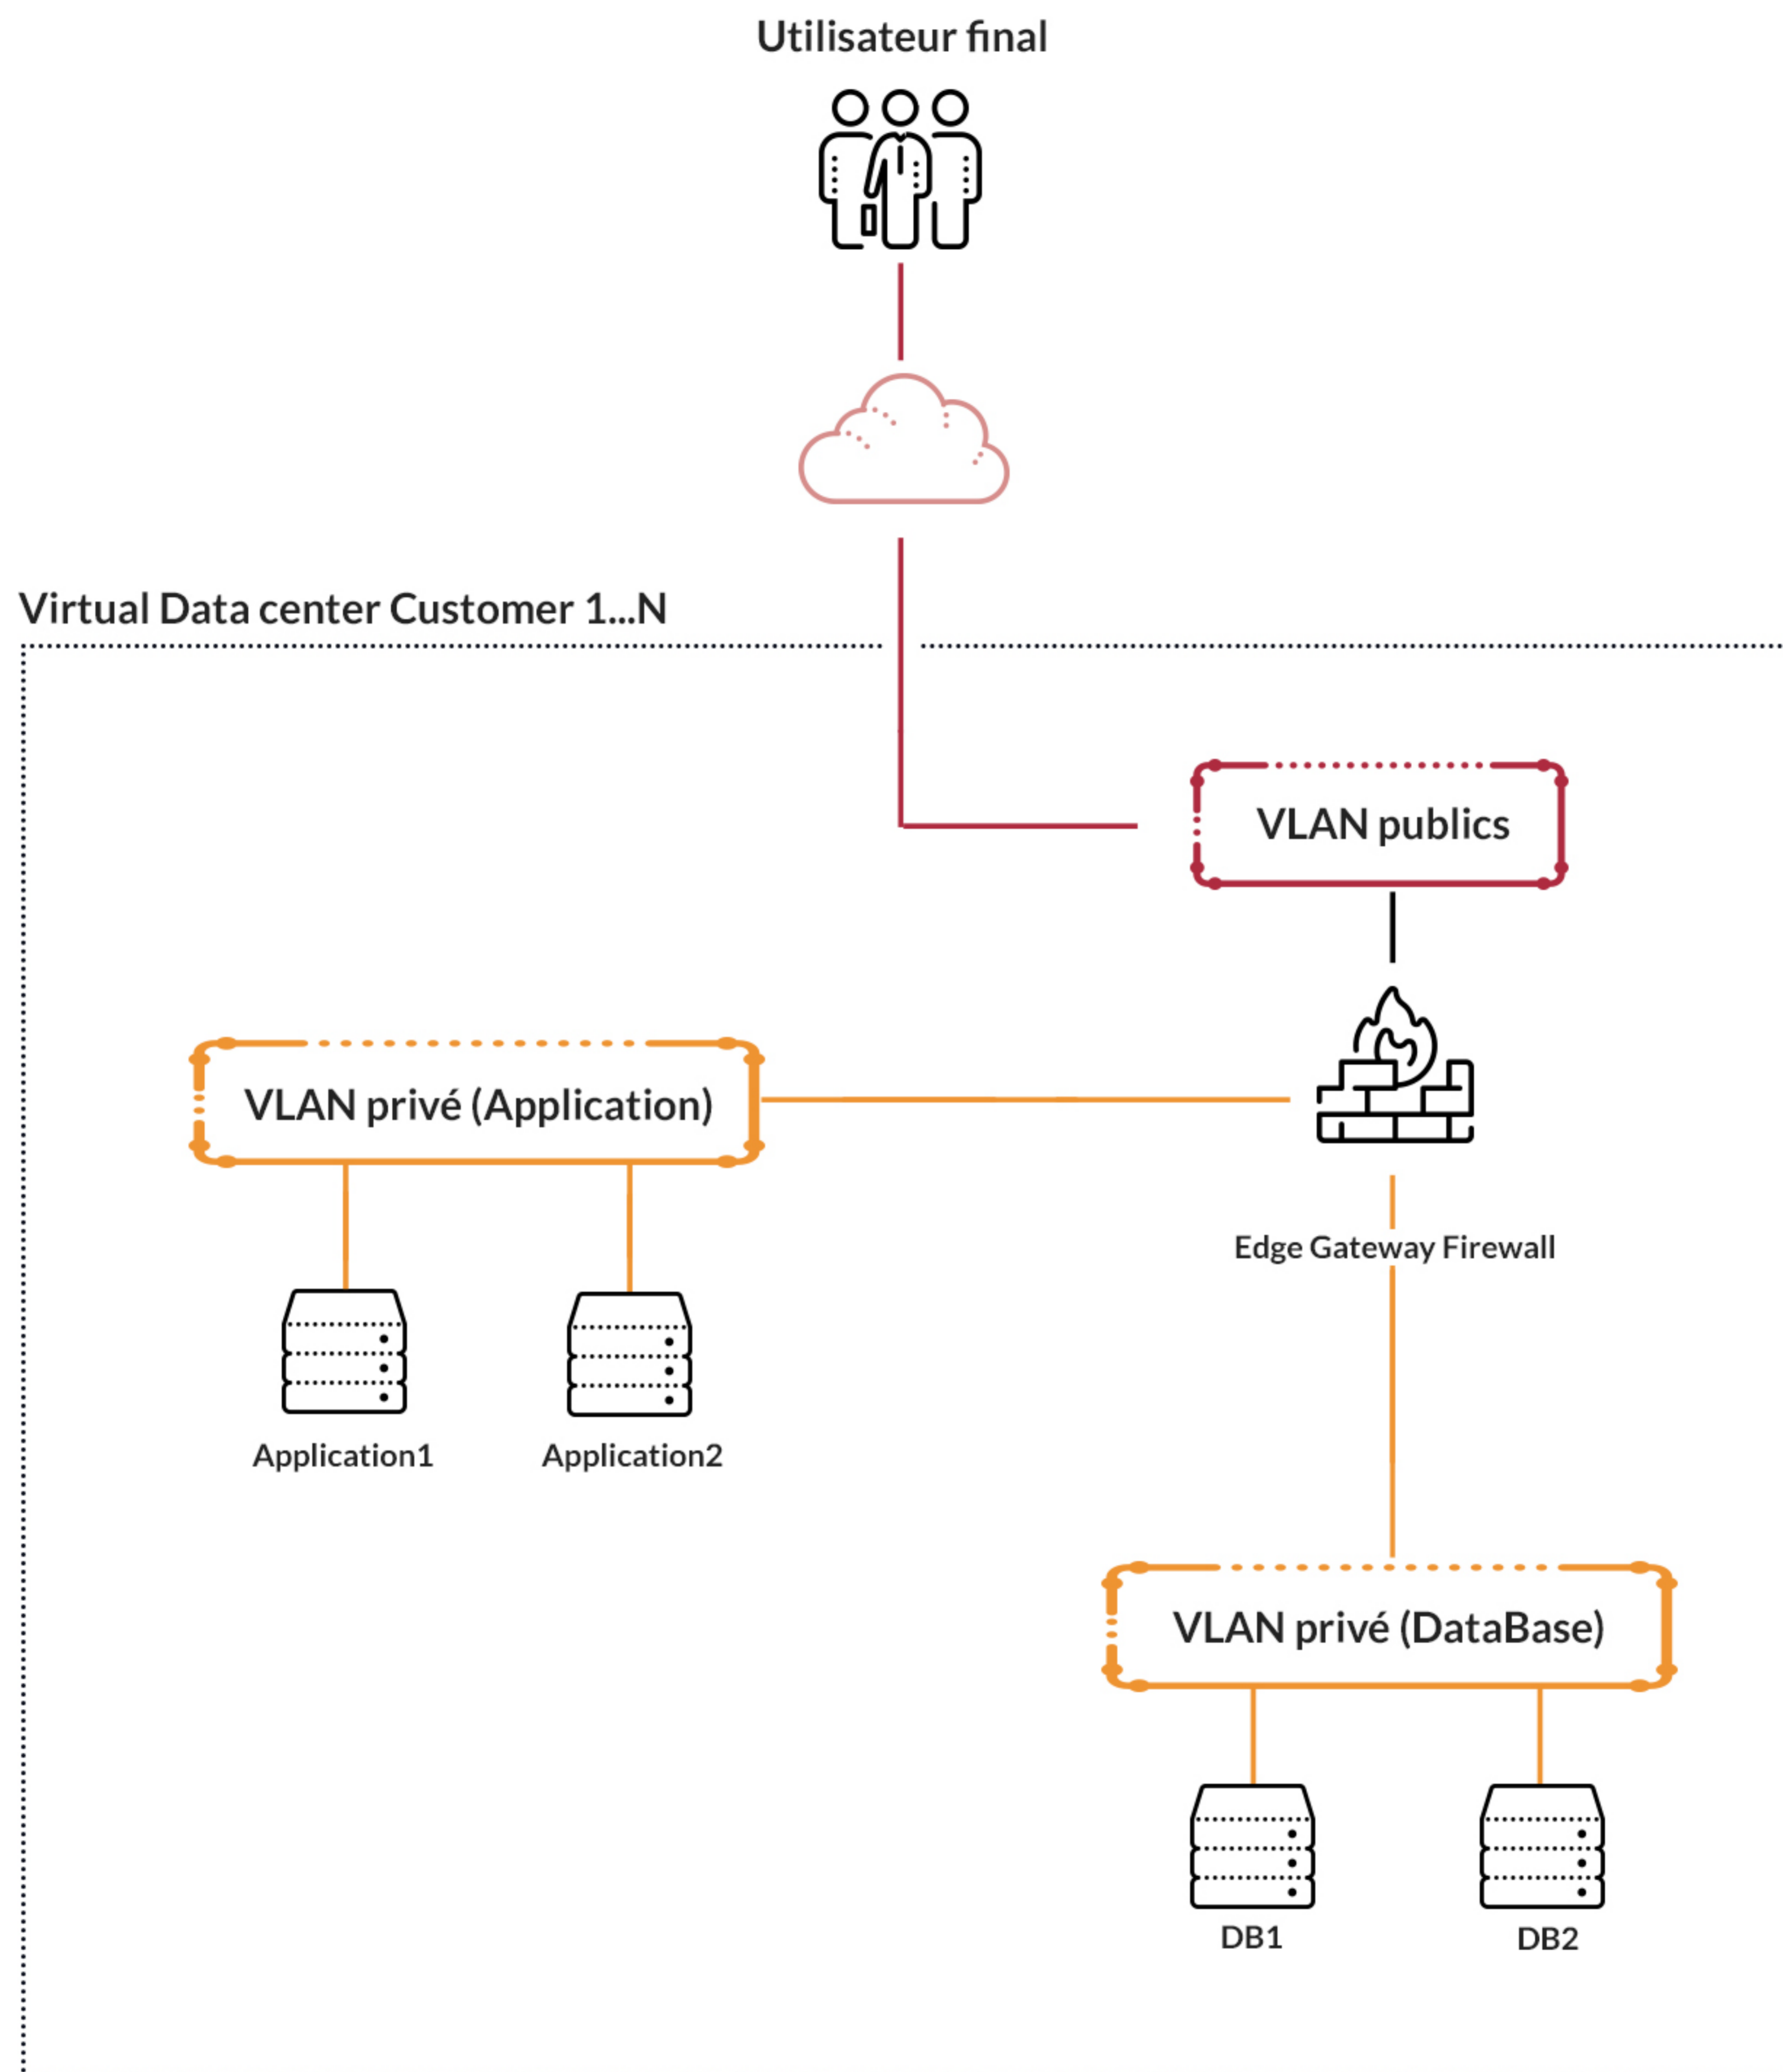 Utilisateur final
Virtual Data center Customer 1...N
VLAN publics
VLAN privé (Application)
Edge Gateway Firewall
Application1
Application2
VLAN privé (DataBase)
DB1
DB2